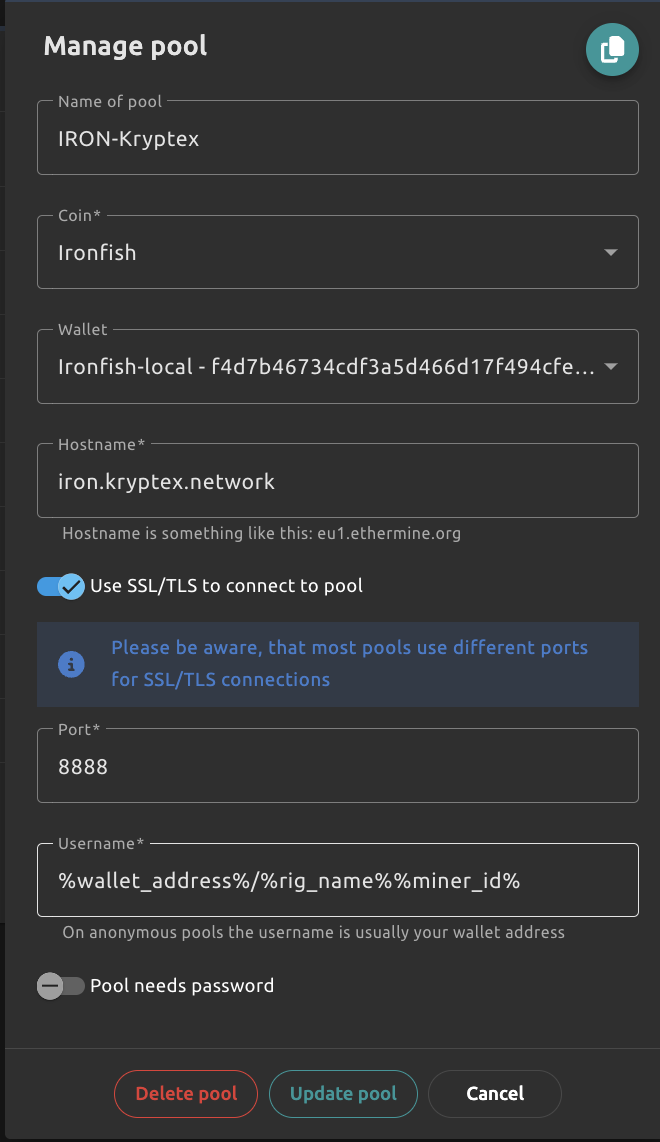 Manage pool
Name of pool
IRON-Kryptex
Coin*
Ironfish
Wallet
Ironfish-local - f4d7b46734cdf3a5d466d17f494cfe...
Hostname*
iron.kryptex.network
Hostname is something like this: eu1.ethermine.org
Use SSL/TLS to connect to pool
Please be aware, that most pools use different ports
for SSL/TLS connections
Port*
8888
Username*
%wallet_address%/%rig_name%%miner_id%
On anonymous pools the username is usually your wallet address
Pool needs password
Delete pool
Update pool
Cancel